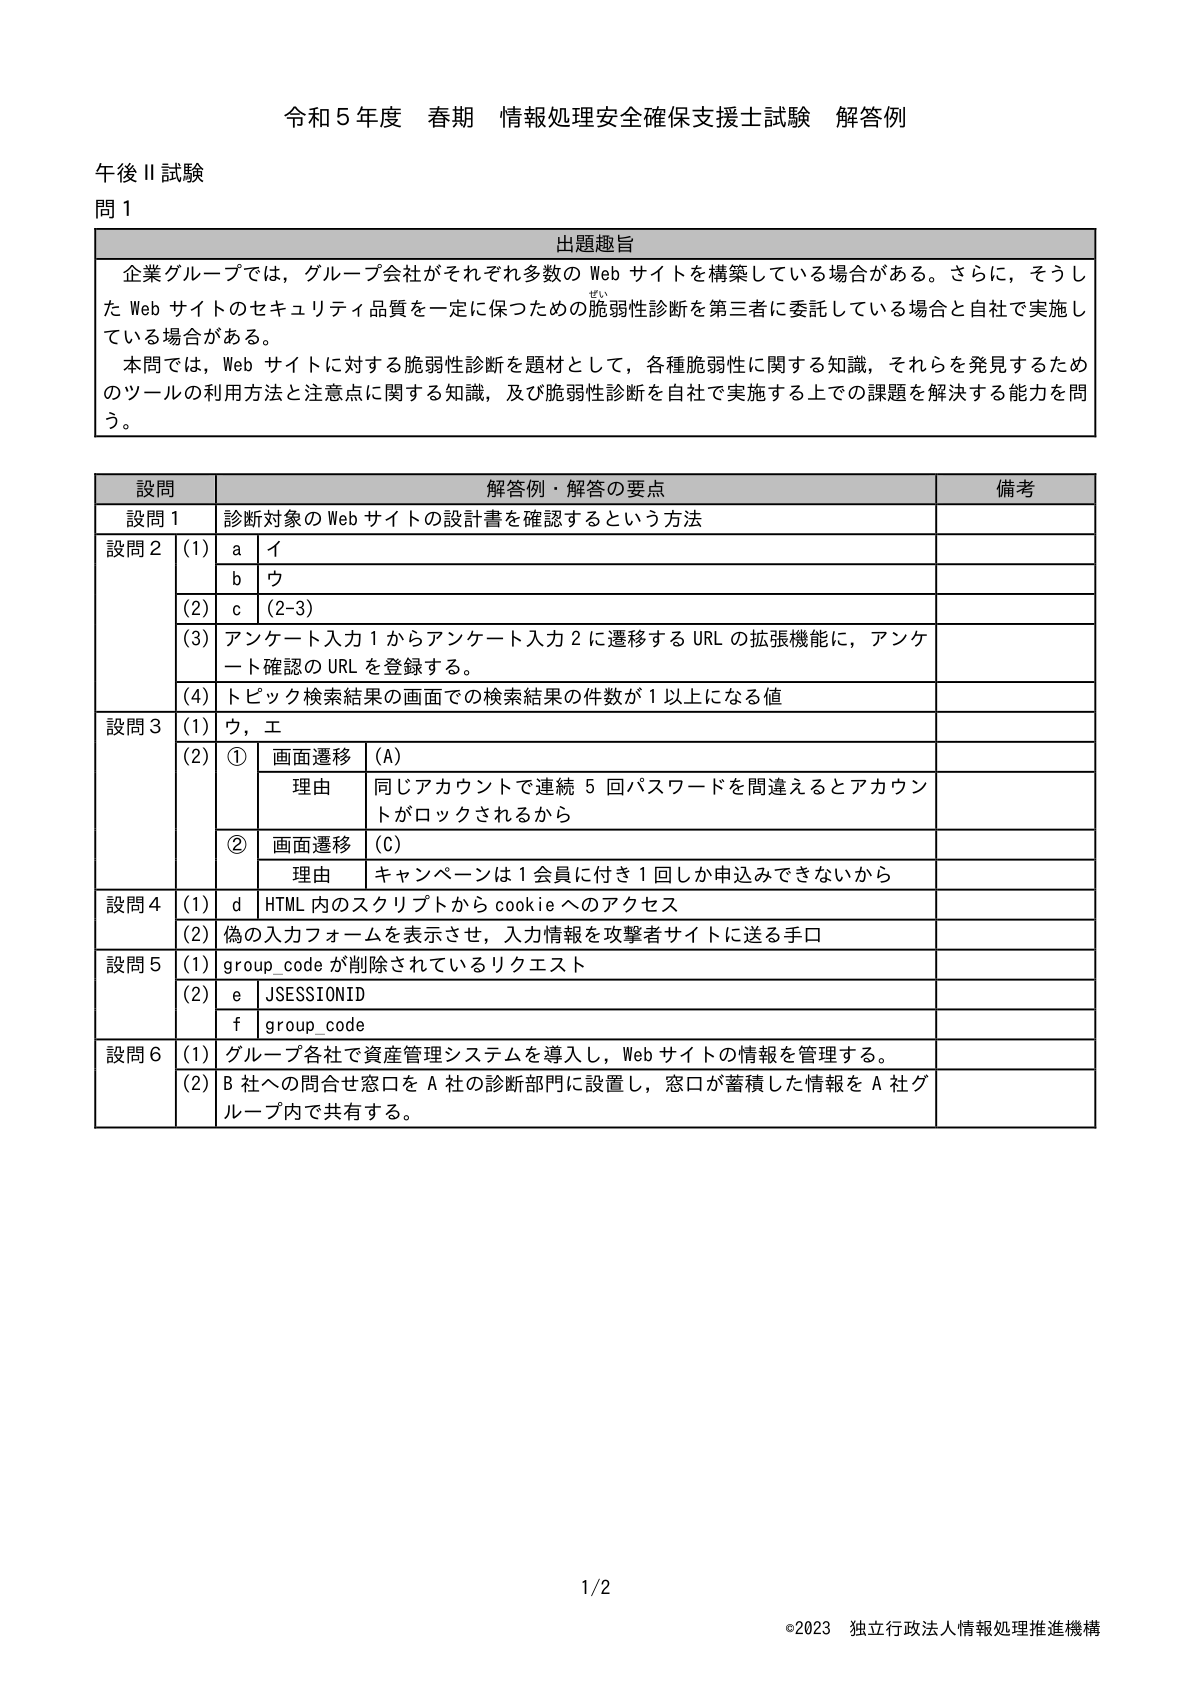 令和５年度　春期　情報処理安全確保支援士試験　解答例
午後Ⅱ試験
問 1
出題趣旨
企業グループでは，グループ会社がそれぞれ多数の Web サイトを構築している場合がある。さらに，そうし
た Web サイトのセキュリティ品質を一定に保つための脆弱性診断を第三者に委託している場合と自社で実施し
ぜい
ている場合がある。
本問では，Web サイトに対する脆弱性診断を題材として，各種脆弱性に関する知識，それらを発見するため
のツールの利用方法と注意点に関する知識，及び脆弱性診断を自社で実施する上での課題を解決する能力を問
う。
設問 解答例・解答の要点 備考
設問１ 診断対象の Web サイトの設計書を確認するという方法
設問２ (1) a イ
b ウ
(2) c (2-3)
(3) アンケート入力 1 からアンケート入力 2 に遷移する URL の拡張機能に，アンケ
ート確認の URL を登録する。
(4) トピック検索結果の画面での検索結果の件数が 1 以上になる値
設問３ (1) ウ，エ
(2) ① 画面遷移 (A)
理由 同じアカウントで連続 5 回パスワードを間違えるとアカウン
トがロックされるから
② 画面遷移 (C)
理由 キャンペーンは 1 会員に付き 1 回しか申込みできないから
設問４ (1) d HTML 内のスクリプトから cookie へのアクセス
(2) 偽の入力フォームを表示させ，入力情報を攻撃者サイトに送る手口
設問５ (1) group_code が削除されているリクエスト
(2) e JSESSIONID
f group_code
設問６ (1) グループ各社で資産管理システムを導入し，Web サイトの情報を管理する。
(2) B 社への問合せ窓口を A 社の診断部門に設置し，窓口が蓄積した情報を A 社グ
ループ内で共有する。
1/2
©2023　独立行政法人情報処理推進機構